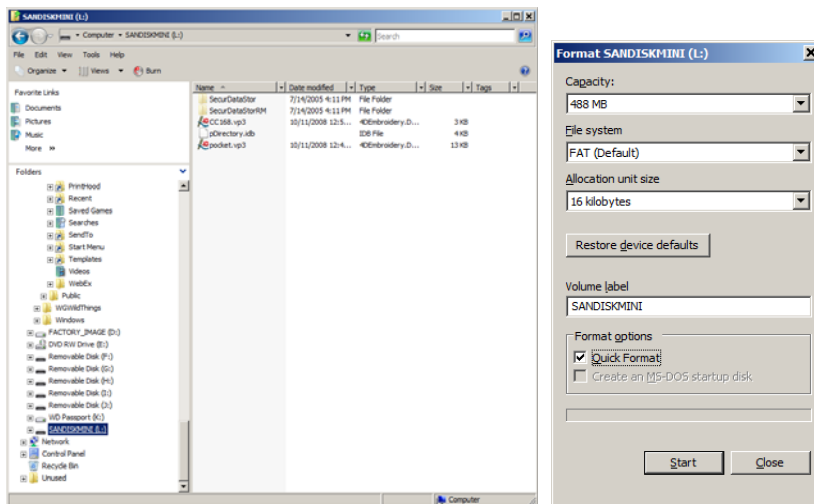 SANDISKMINI (L:)
Computer SANDISKMINI (L:)
Search
File Edit View Tools Help
Organize Views Burn
Favorite Links
Documents
Pictures
Music
More »
Folders
PrintHood
Recent
Saved Games
Searches
SendTo
Start Menu
Templates
Videos
WebEx
Public
WGWildThings
Windows
FACTORY_IMAGE (D:)
DVD RW Drive (E:)
Removable Disk (F:)
Removable Disk (G:)
Removable Disk (H:)
Removable Disk (I:)
Removable Disk (J:)
WD Passport (K:)
SANDISKMINI (L:)
Network
Control Panel
Recycle Bin
Unused
Name Date modified Type Size Tags
SecurDataStor 7/14/2005 4:11 PM File Folder
SecurDataStorRM 7/14/2005 4:11 PM File Folder
CC168.vp3 10/11/2008 12:5... 4DEmbroidery.D... 3 KB
pDirectory.idb IDB File 4 KB
pocket.vp3 10/11/2008 12:4... 4DEmbroidery.D... 13 KB
Computer
Format SANDISKMINI (L:)
Capacity:
488 MB
File system
FAT (Default)
Allocation unit size
16 kilobytes
Restore device defaults
Volume label
SANDISKMINI
Format options
Quick Format
Create an MS-DOS startup disk
Start Close